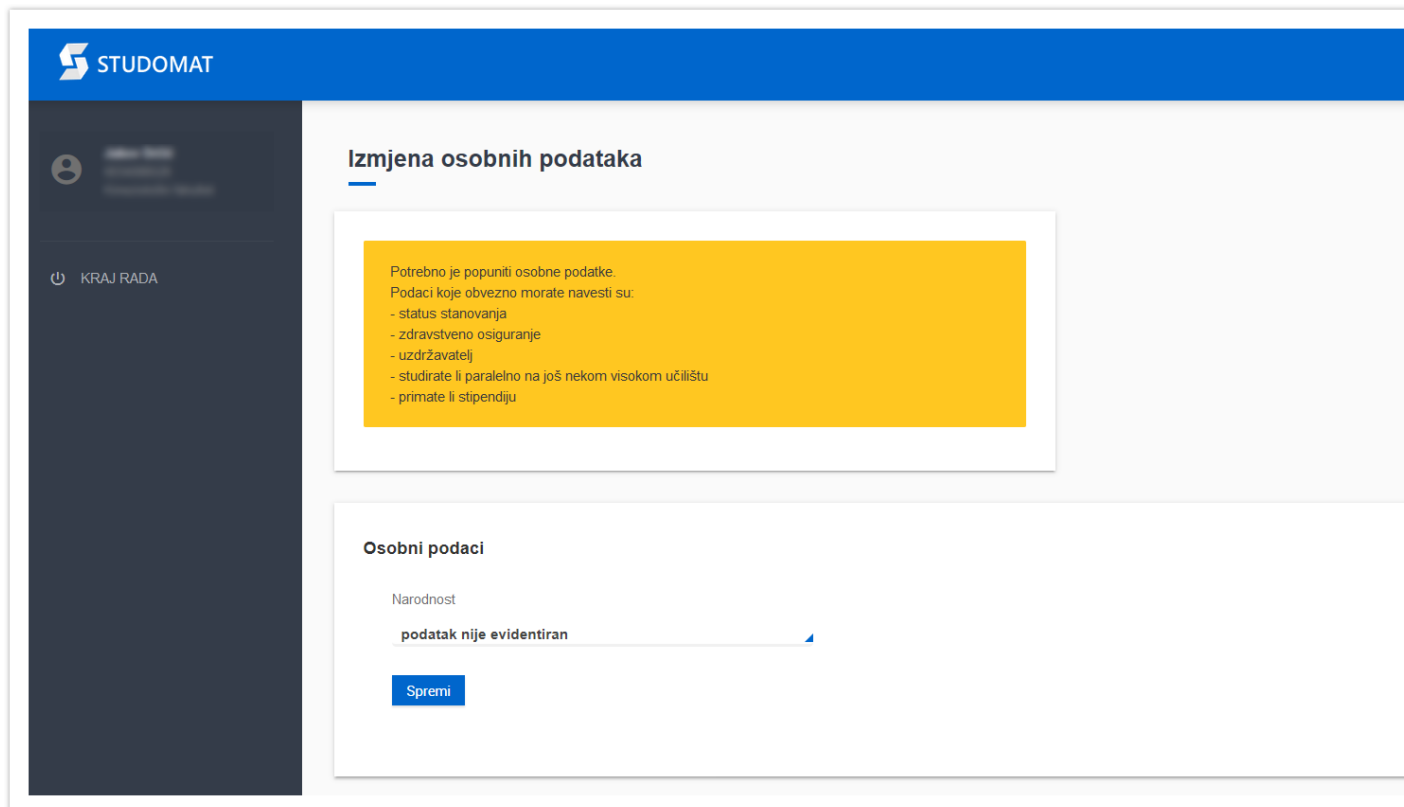 STUDOMAT
KRAJ RADA
Izmjena osobnih podataka
Potrebno je popuniti osobne podatke.
Podaci koje obvezno morate navesti su:
- status stanovanja
- zdravstveno osiguranje
- uzdržavatelj
- studirate li paralelno na još nekom visokom učilištu
- primate li stipendiju
Osobni podaci
Narodnost
podatak nije evidentiran
Spremi